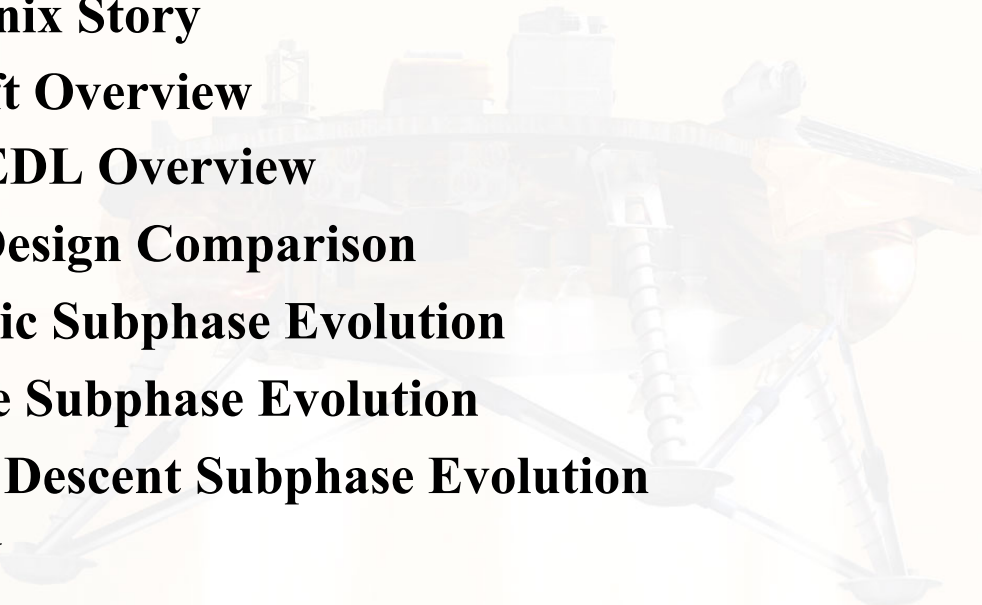 nix Story
ft Overview
EDL Overview
Design Comparison
ic Subphase Evolution
e Subphase Evolution
Descent Subphase Evolution